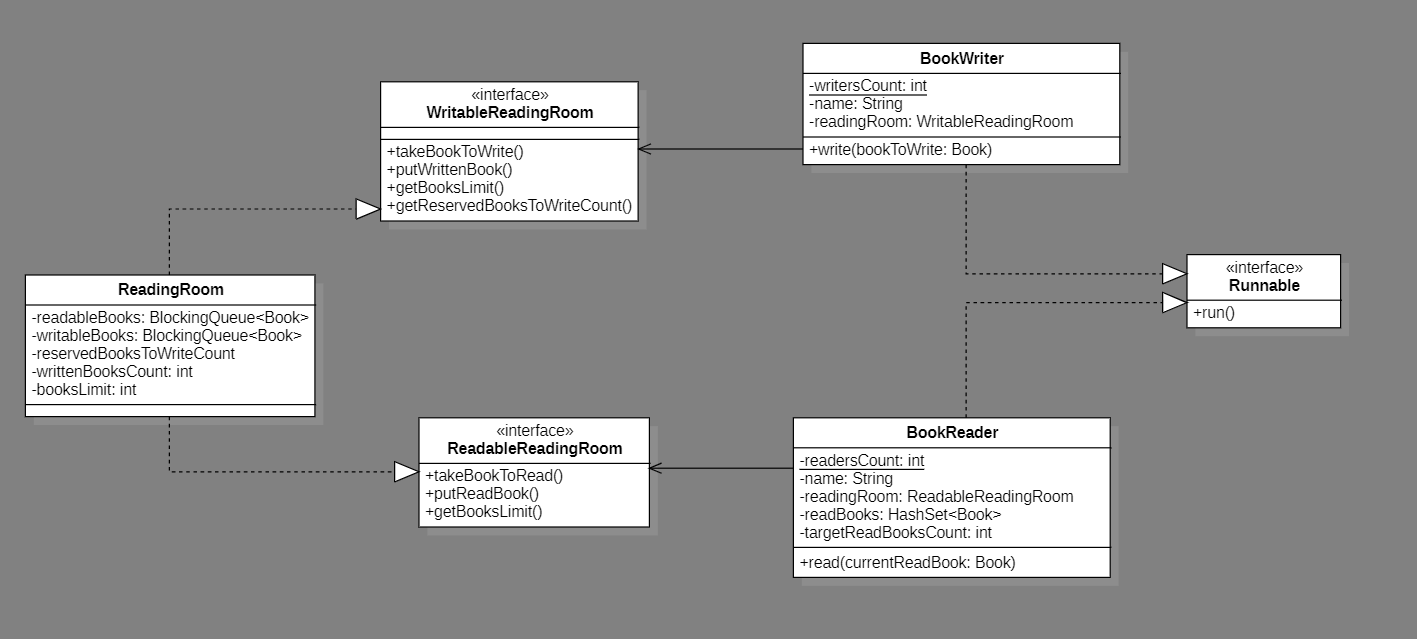 «interface»
WritableReadingRoom
+takeBookToWrite()
+putWrittenBook()
+getBooksLimit()
+getReservedBooksToWriteCount()
BookWriter
-writersCount: int
-name: String
-readingRoom: WritableReadingRoom
+write(bookToWrite: Book)
ReadingRoom
-readableBooks: BlockingQueue<Book>
-writableBooks: BlockingQueue<Book>
-reservedBooksToWriteCount
-writtenBooksCount: int
-booksLimit: int
«interface»
Runnable
+run()
«interface»
ReadableReadingRoom
+takeBookToRead()
+putReadBook()
+getBooksLimit()
BookReader
-readersCount: int
-name: String
-readingRoom: ReadableReadingRoom
-readBooks: HashSet<Book>
-targetReadBooksCount: int
+read(currentReadBook: Book)